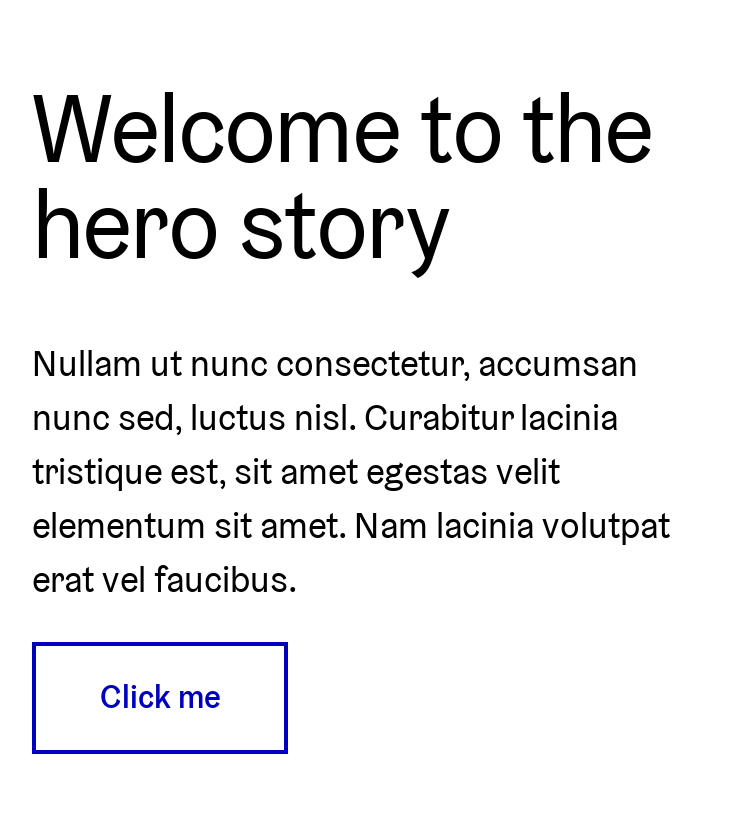 Welcome to the
hero story
Nullam ut nunc consectetur, accumsan
nunc sed, luctus nisl. Curabitur lacinia
tristique est, sit amet egestas velit
elementum sit amet. Nam lacinia volutpat
erat vel faucibus.
Click me